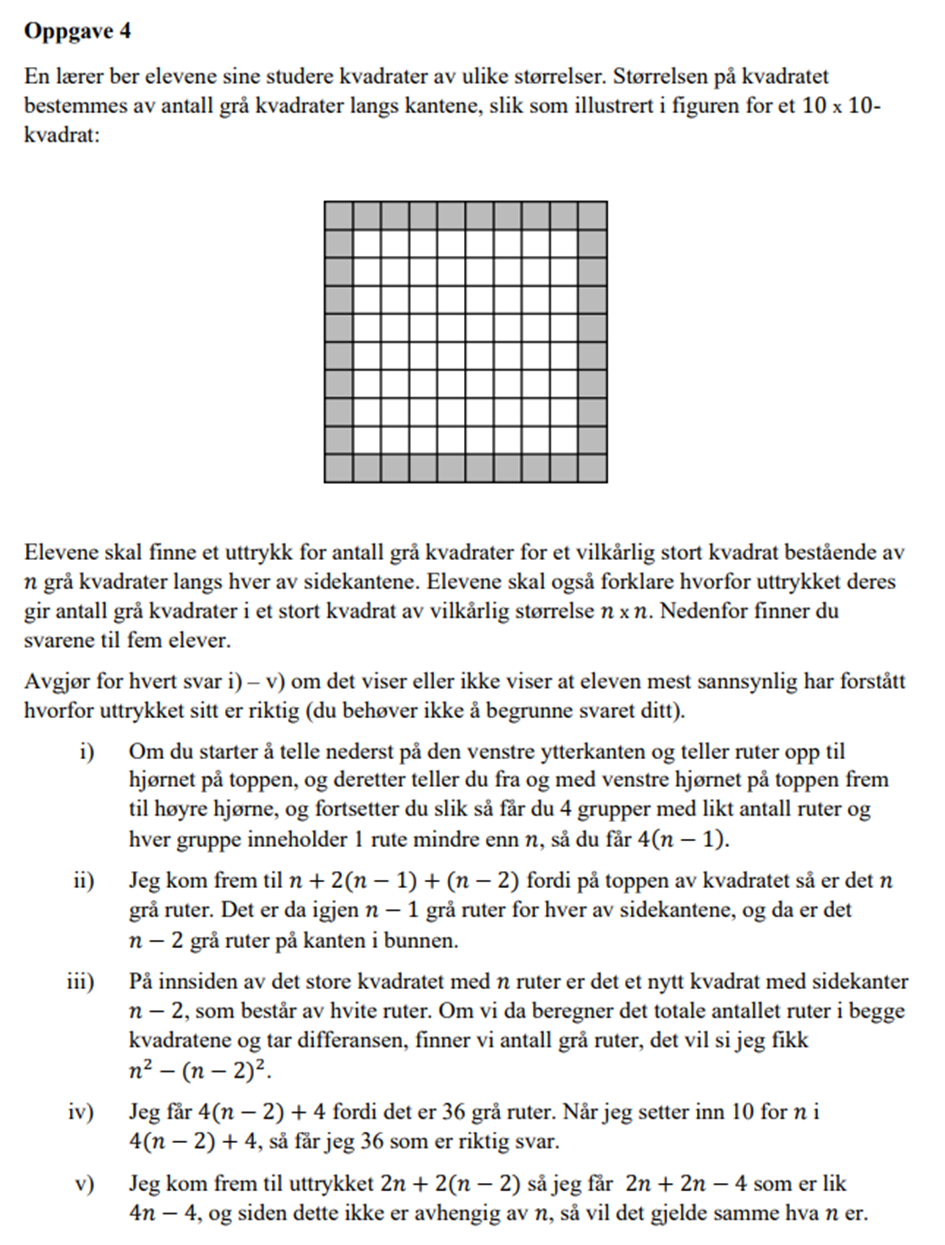 Oppgave 4
En lærer ber elevene sine studere kvadrater av ulike størrelser. Størrelsen på kvadratet
bestemmes av antall grå kvadrater langs kantene, slik som illustrert i figuren for et 10 x 10-
kvadrat:
Elevene skal finne et uttrykk for antall grå kvadrater for et vilkårlig stort kvadrat bestående av
n grå kvadrater langs hver av sidekantene. Elevene skal også forklare hvorfor uttrykket deres
gir antall grå kvadrater i et stort kvadrat av vilkårlig størrelse n x n. Nedenfor finner du
svarene til fem elever.
Avgjør for hvert svar i) – v) om det viser eller ikke viser at eleven mest sannsynlig har forstått
hvorfor uttrykket sitt er riktig (du behøver ikke å begrunne svaret ditt).
i) Om du starter å telle nederst på den venstre ytterkanten og teller ruter opp til
hjørnet på toppen, og deretter teller du fra og med venstre hjørnet på toppen frem
til høyre hjørne, og fortsetter du slik så får du 4 grupper med likt antall ruter og
hver gruppe inneholder 1 rute mindre enn n, så du får 4(n − 1).
ii) Jeg kom frem til n + 2(n − 1) + (n − 2) fordi på toppen av kvadratet så er det n
grå ruter. Det er da igjen n − 1 grå ruter for hver av sidekantene, og da er det
n − 2 grå ruter på kanten i bunnen.
iii) På innsiden av det store kvadratet med n ruter er det et nytt kvadrat med sidekanter
n − 2, som består av hvite ruter. Om vi da beregner det totale antallet ruter i begge
kvadratene og tar differansen, finner vi antall grå ruter, det vil si jeg fikk
n² − (n − 2)².
iv) Jeg får 4(n − 2) + 4 fordi det er 36 grå ruter. Når jeg setter inn 10 for n i
4(n − 2) + 4, så får jeg 36 som er riktig svar.
v) Jeg kom frem til uttrykket 2n + 2(n − 2) så jeg får 2n + 2n − 4 som er lik
4n − 4, og siden dette ikke er avhengig av n, så vil det gjelde samme hva n er.